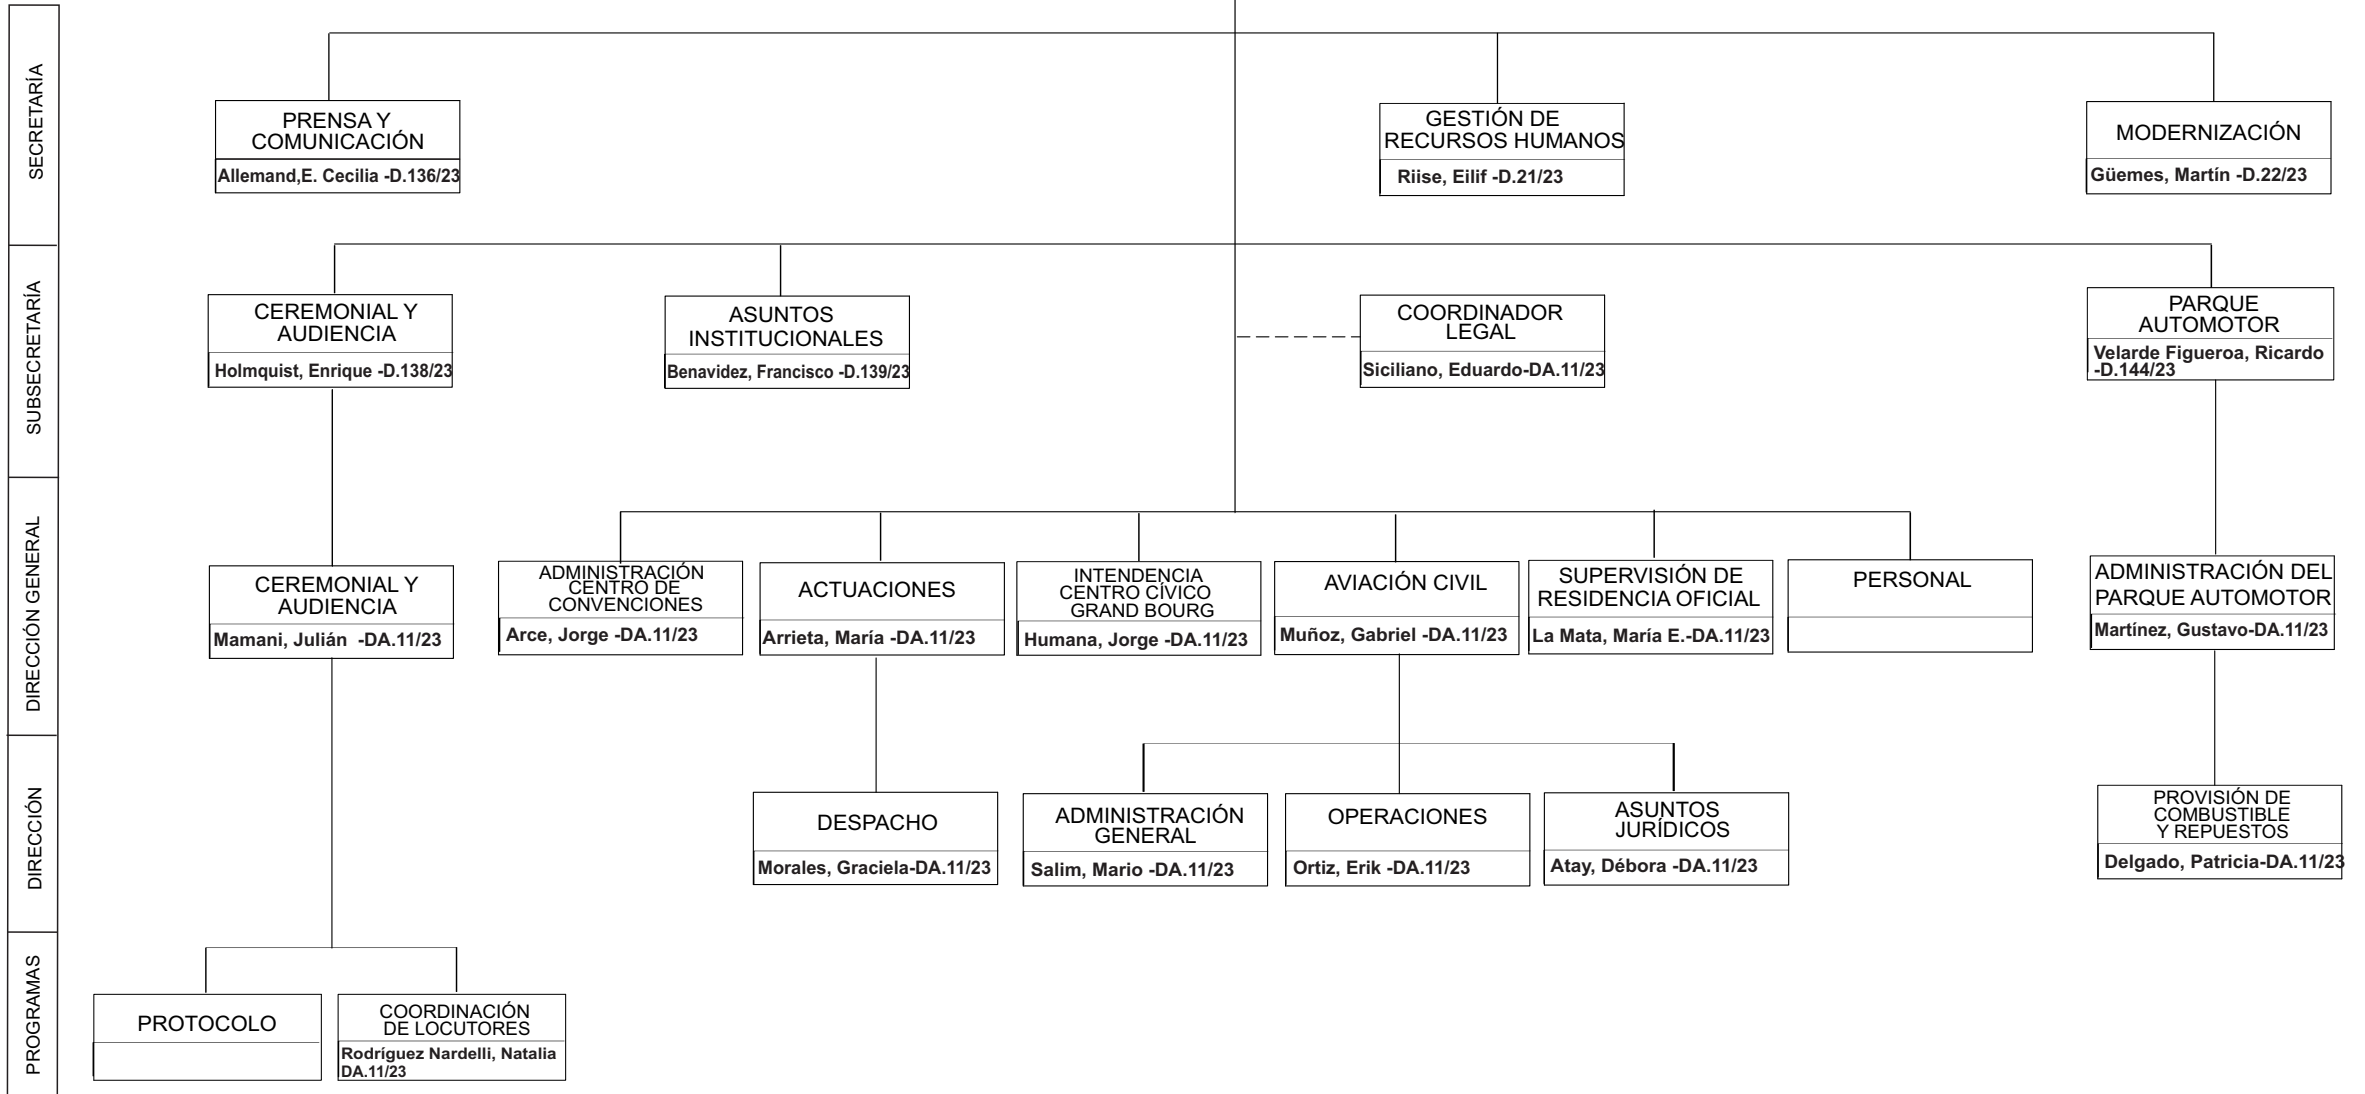 SECRETARÍA
PRENSA Y
COMUNICACIÓN
Allemand,E. Cecilia -D.136/23
GESTIÓN DE
RECURSOS HUMANOS
Riise, Eilif -D.21/23
MODERNIZACIÓN
Güemes, Martín -D.22/23
SUBSECRETARÍA
CEREMONIAL Y
AUDIENCIA
Holmquist, Enrique -D.138/23
ASUNTOS
INSTITUCIONALES
Benavidez, Francisco -D.139/23
COORDINADOR
LEGAL
Siciliano, Eduardo-DA.11/23
PARQUE
AUTOMOTOR
Velarde Figueroa, Ricardo
-D.144/23
DIRECCIÓN GENERAL
CEREMONIAL Y
AUDIENCIA
Mamani, Julián -DA.11/23
ADMINISTRACIÓN
CENTRO DE
CONVENCIONES
Arce, Jorge -DA.11/23
ACTUACIONES
Arrieta, María -DA.11/23
INTENDENCIA
CENTRO CÍVICO
GRAND BOURG
Humana, Jorge -DA.11/23
AVIACIÓN CIVIL
Muñoz, Gabriel -DA.11/23
SUPERVISIÓN DE
RESIDENCIA OFICIAL
La Mata, María E.-DA.11/23
PERSONAL
ADMINISTRACIÓN DEL
PARQUE AUTOMOTOR
Martínez, Gustavo-DA.11/23
DIRECCIÓN
DESPACHO
Morales, Graciela-DA.11/23
ADMINISTRACIÓN
GENERAL
Salim, Mario -DA.11/23
OPERACIONES
Ortiz, Erik -DA.11/23
ASUNTOS
JURÍDICOS
Atay, Débora -DA.11/23
PROVISIÓN DE
COMBUSTIBLE
Y REPUESTOS
Delgado, Patricia-DA.11/23
PROGRAMAS
PROTOCOLO
COORDINACIÓN
DE LOCUTORES
Rodríguez Nardelli, Natalia
DA.11/23